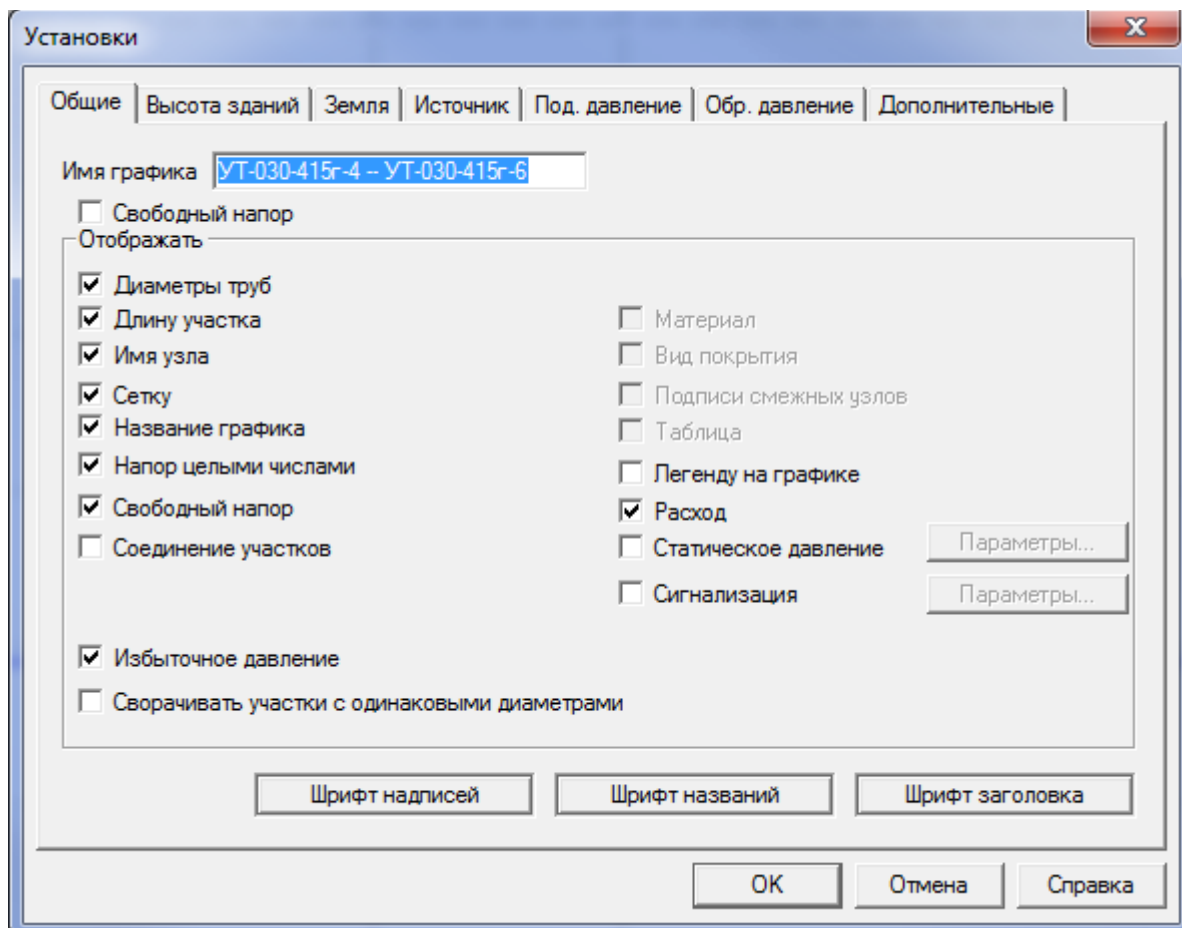 Установки
Общие Высота зданий Земля Источник Под. давление Обр. давление Дополнительные
Имя графика УТ-030-415г-4 -- УТ-030-415г-6
Свободный напор
Отображать
Диаметры труб
Длину участка Материал
Имя узла Вид покрытия
Сетку Подписи смежных узлов
Название графика Таблица
Напор целыми числами Легенду на графике
Свободный напор Расход
Соединение участков Статическое давление Параметры...
Сигнализация Параметры...
Избыточное давление
Сворачивать участки с одинаковыми диаметрами
Шрифт надписей Шрифт названий Шрифт заголовка
OK Отмена Справка